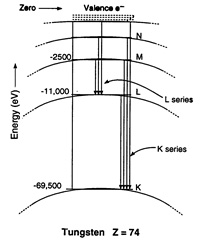 Zero Valence e-
N
-2500 M
-11,000 L
L series
K series
-69,500 K
Energy (eV)
Tungsten Z = 74